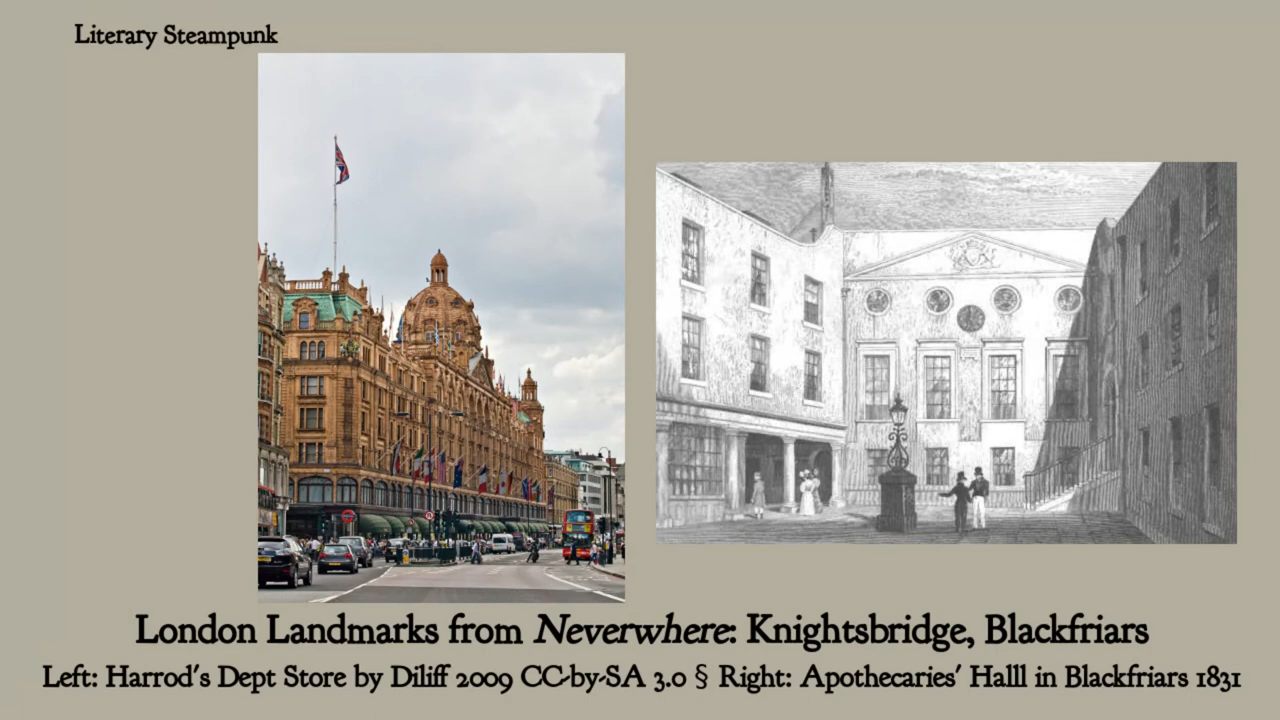 Literary Steampunk
London Landmarks from Neverwhere: Knightsbridge, Blackfriars
Left: Harrod's Dept Store by Diliff 2009 CC-by-SA 3.0 § Right: Apothecaries' Halll in Blackfriars 1831